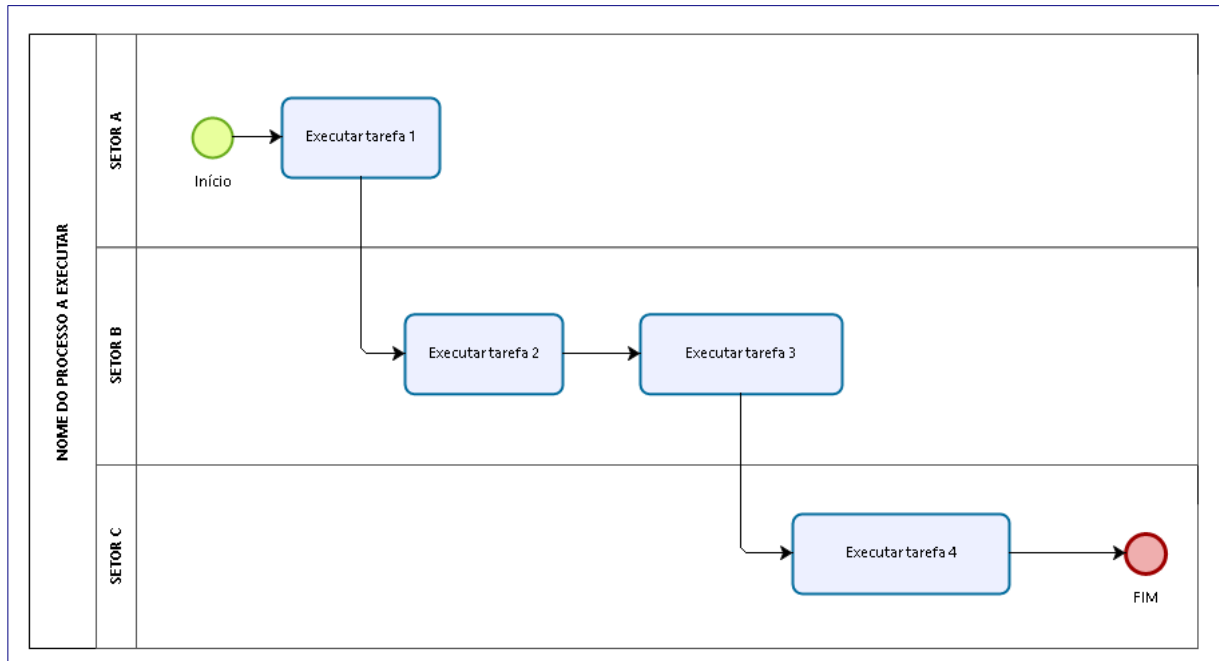 NOME DO PROCESSO A EXECUTAR
SETOR A
Início
Executar tarefa 1
SETOR B
Executar tarefa 2
Executar tarefa 3
SETOR C
Executar tarefa 4
FIM